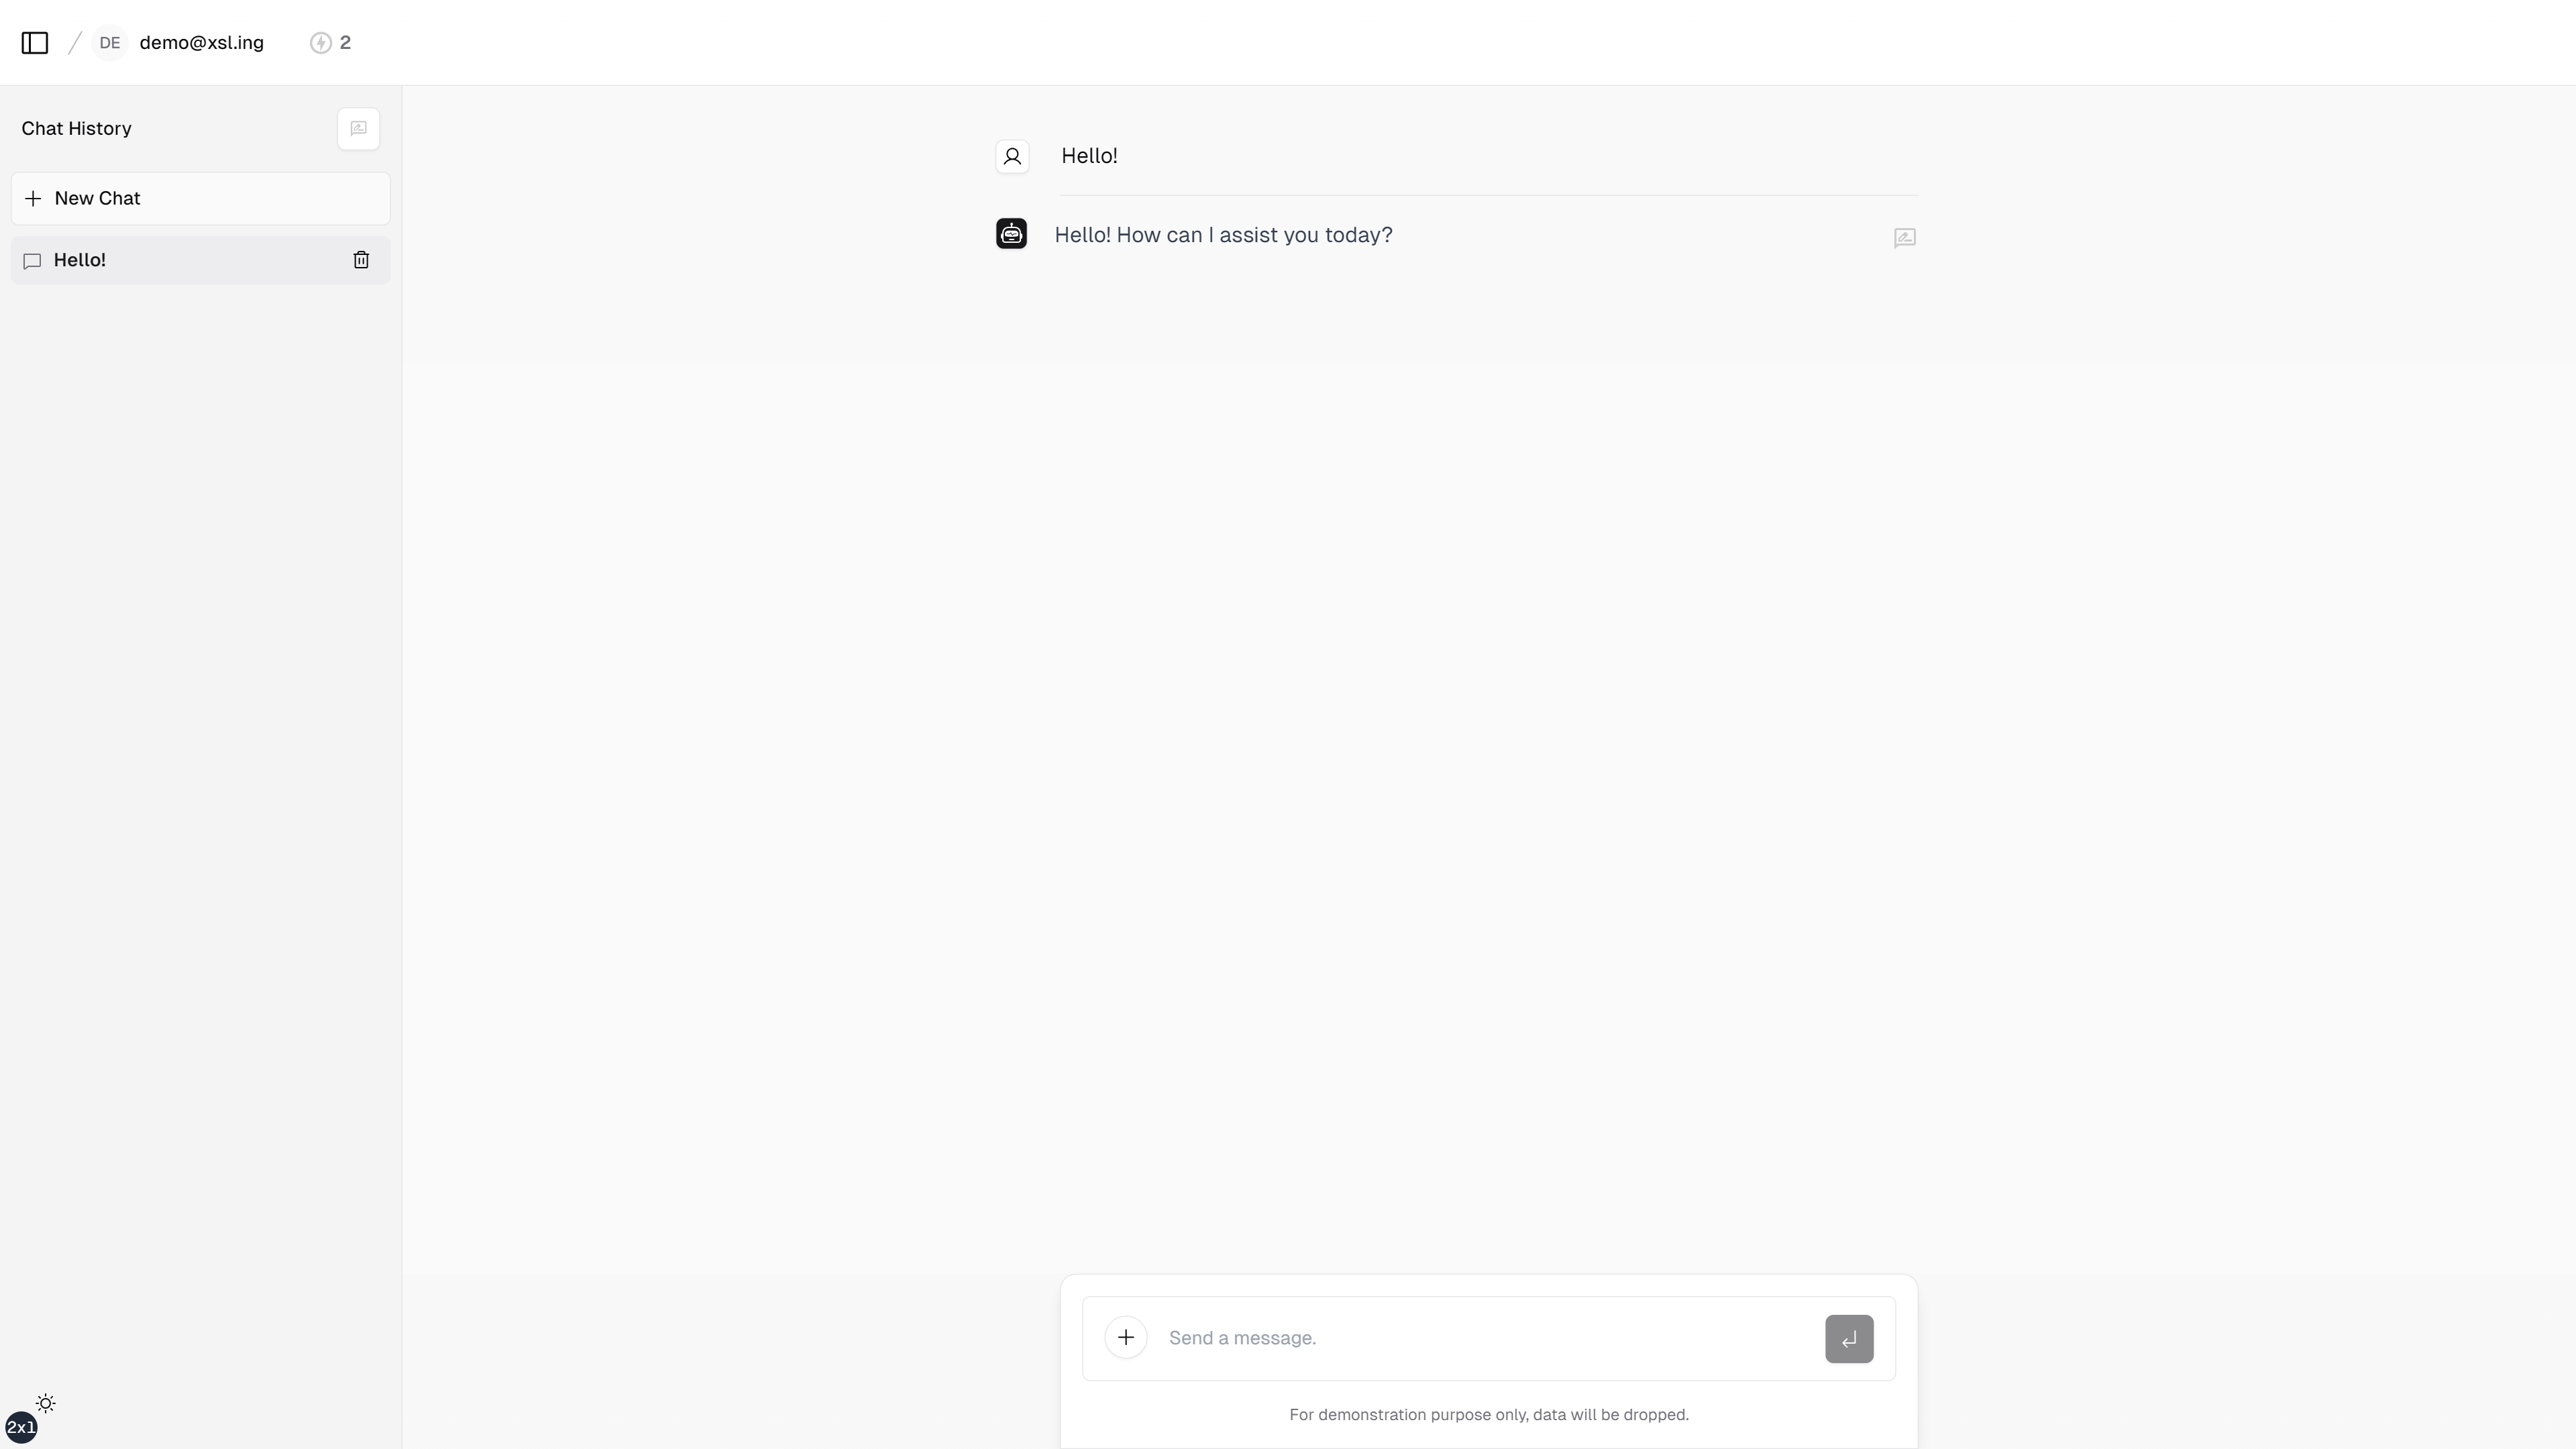 DE demo@xsl.ing 2
Chat History
New Chat
Hello!
Hello!
Hello! How can I assist you today?
Send a message.
For demonstration purpose only, data will be dropped.
2xl